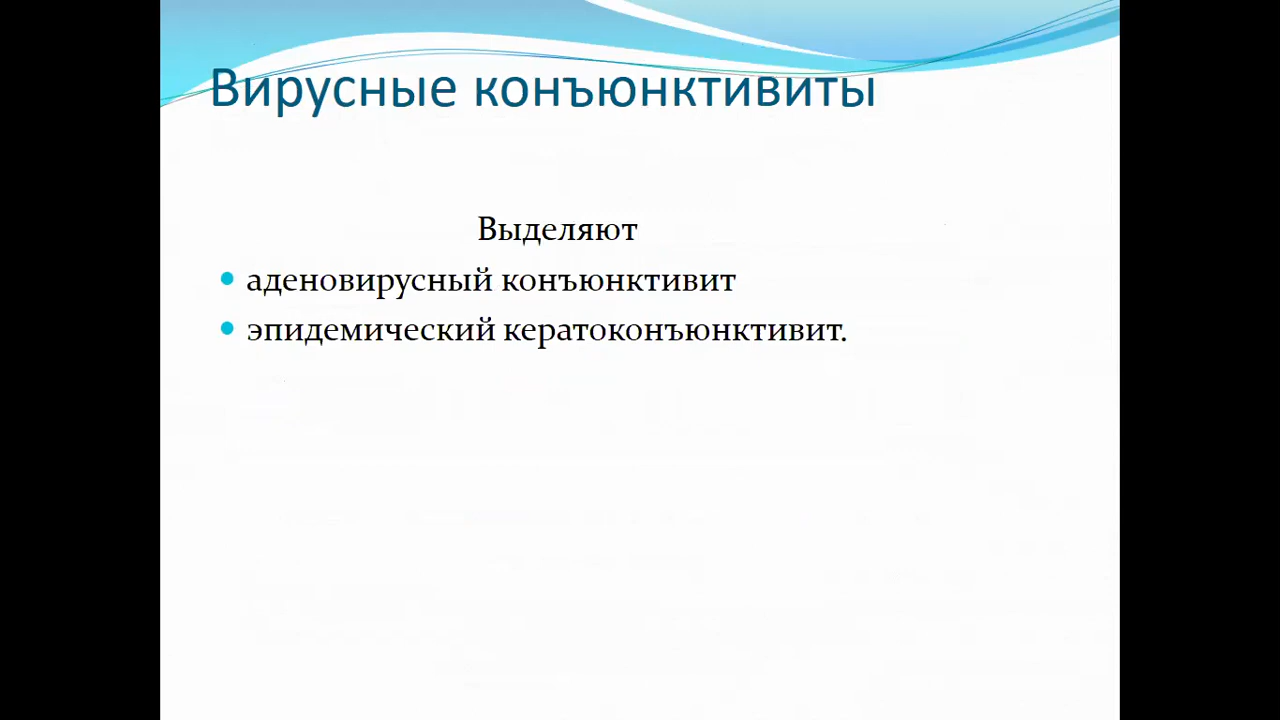 Вирусные конъюнктивиты
Выделяют
аденовирусный конъюнктивит
эпидемический кератоконъюнктивит.